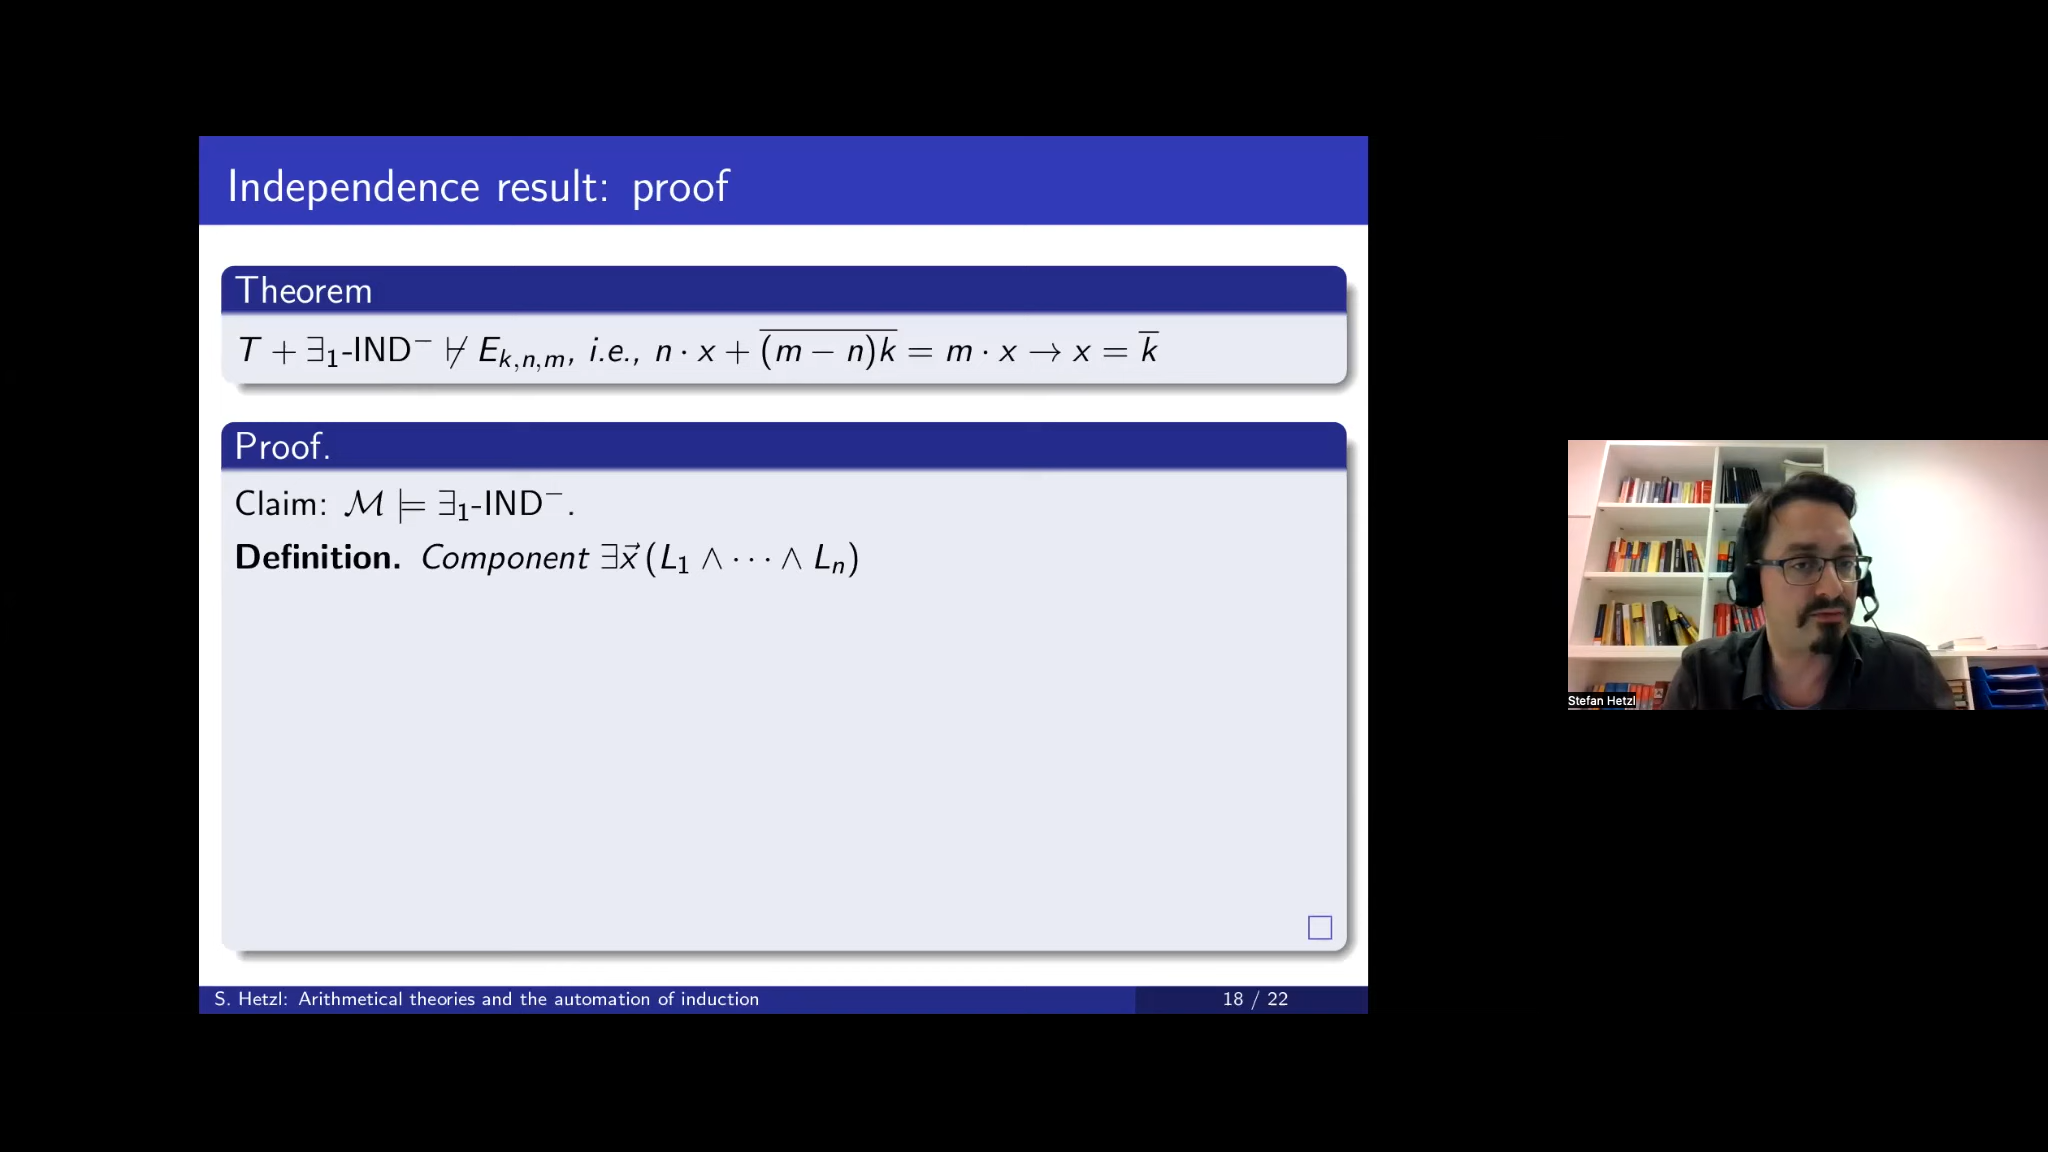 Independence result: proof
Theorem
T + ∃₁-IND⁻ ⊬ E_{k,n,m}, i.e., n · x + \overline{(m − n)k} = m · x → x = \overline{k}
Proof.
Claim: ℳ ⊨ ∃₁-IND⁻.
Definition. Component ∃x⃗ (L₁ ∧ ⋯ ∧ Lₙ)
S. Hetzl: Arithmetical theories and the automation of induction
18 / 22
Stefan Hetzl